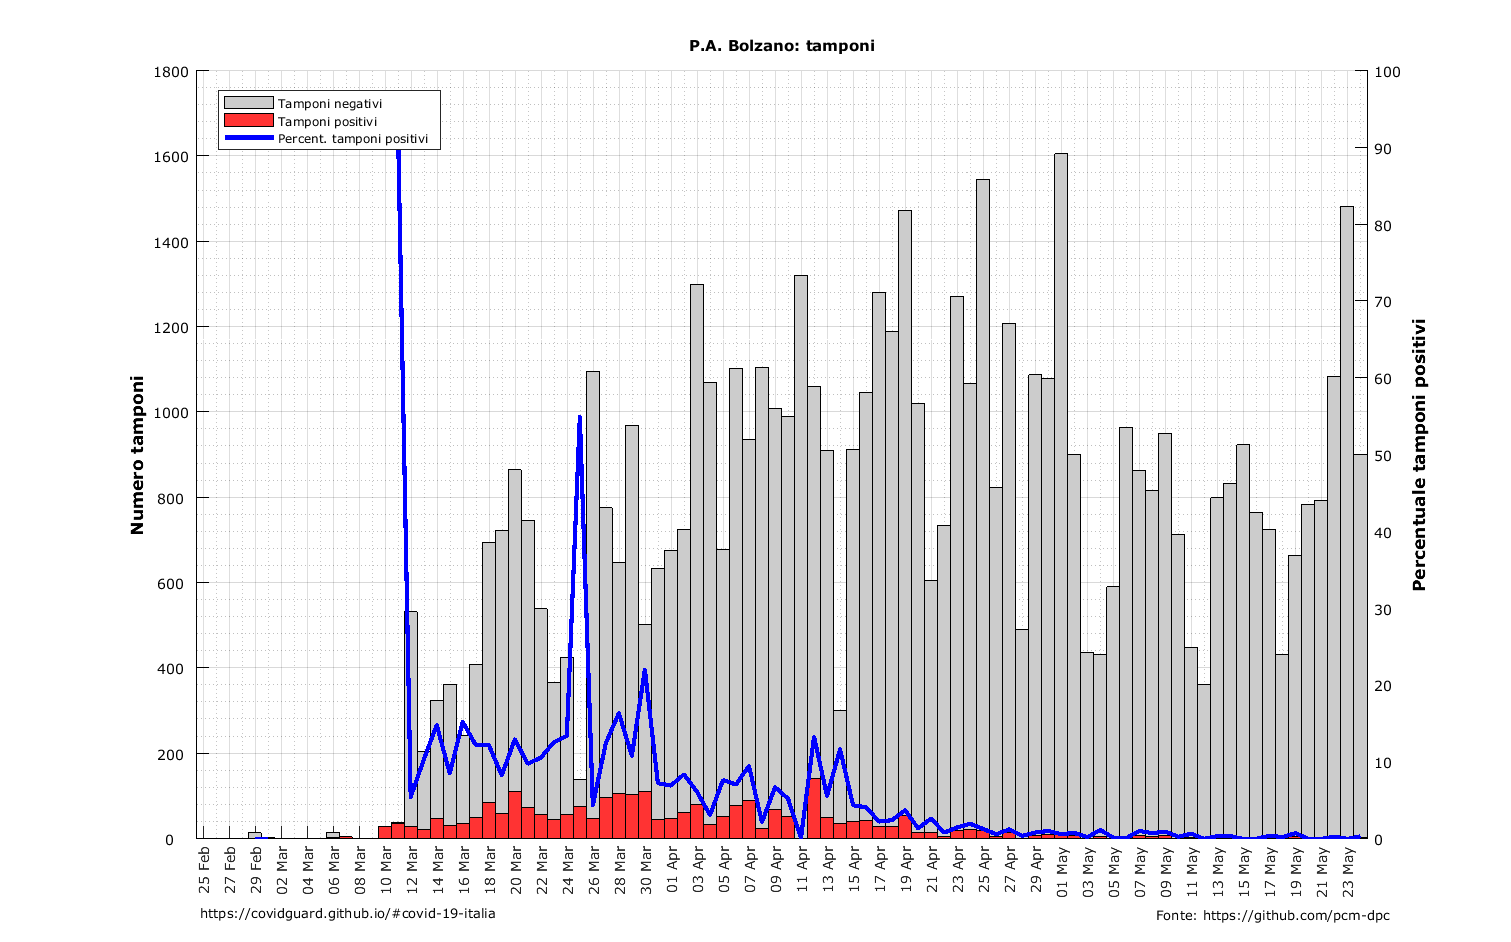 P.A. Bolzano: tamponi
Tamponi negativi
Tamponi positivi
Percent. tamponi positivi
Numero tamponi
0
200
400
600
800
1000
1200
1400
1600
1800
Percentuale tamponi positivi
0
10
20
30
40
50
60
70
80
90
100
25 Feb
27 Feb
29 Feb
02 Mar
04 Mar
06 Mar
08 Mar
10 Mar
12 Mar
14 Mar
16 Mar
18 Mar
20 Mar
22 Mar
24 Mar
26 Mar
28 Mar
30 Mar
01 Apr
03 Apr
05 Apr
07 Apr
09 Apr
11 Apr
13 Apr
15 Apr
17 Apr
19 Apr
21 Apr
23 Apr
25 Apr
27 Apr
29 Apr
01 May
03 May
05 May
07 May
09 May
11 May
13 May
15 May
17 May
19 May
21 May
23 May
https://covidguard.github.io/#covid-19-italia
Fonte: https://github.com/pcm-dpc